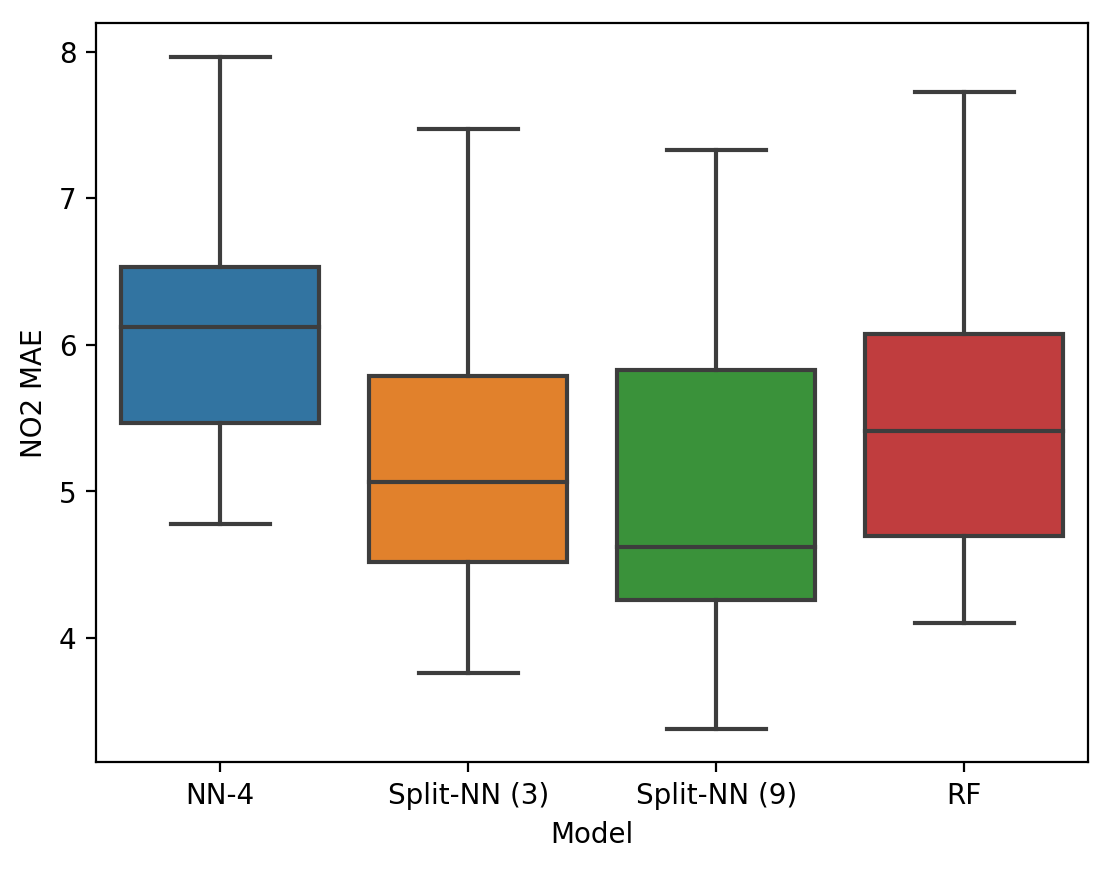 8
7
6
5
4
NO2 MAE
NN-4
Split-NN (3)
Split-NN (9)
RF
Model